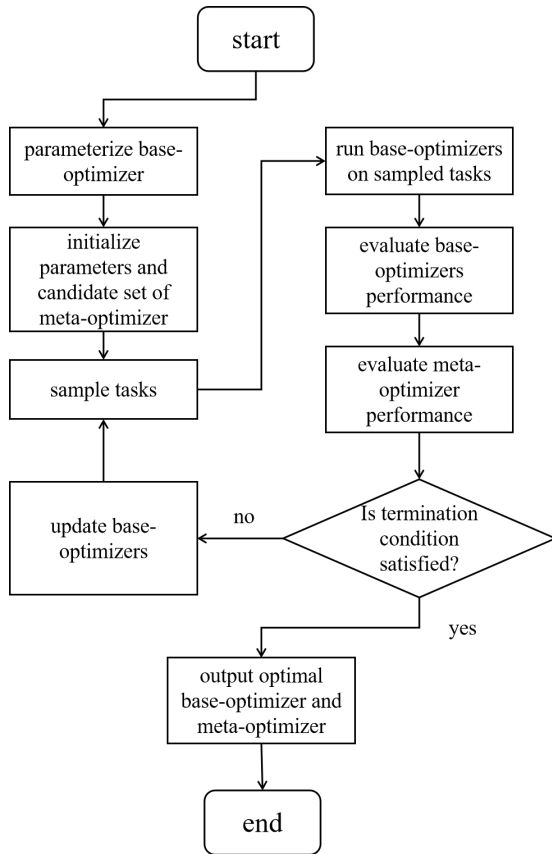 start
parameterize base-
optimizer
initialize
parameters and
candidate set of
meta-optimizer
sample tasks
run base-optimizers
on sampled tasks
evaluate base-
optimizers
performance
evaluate meta-
optimizer
performance
Is termination
condition
satisfied?
no
update base-
optimizers
yes
output optimal
base-optimizer and
meta-optimizer
end